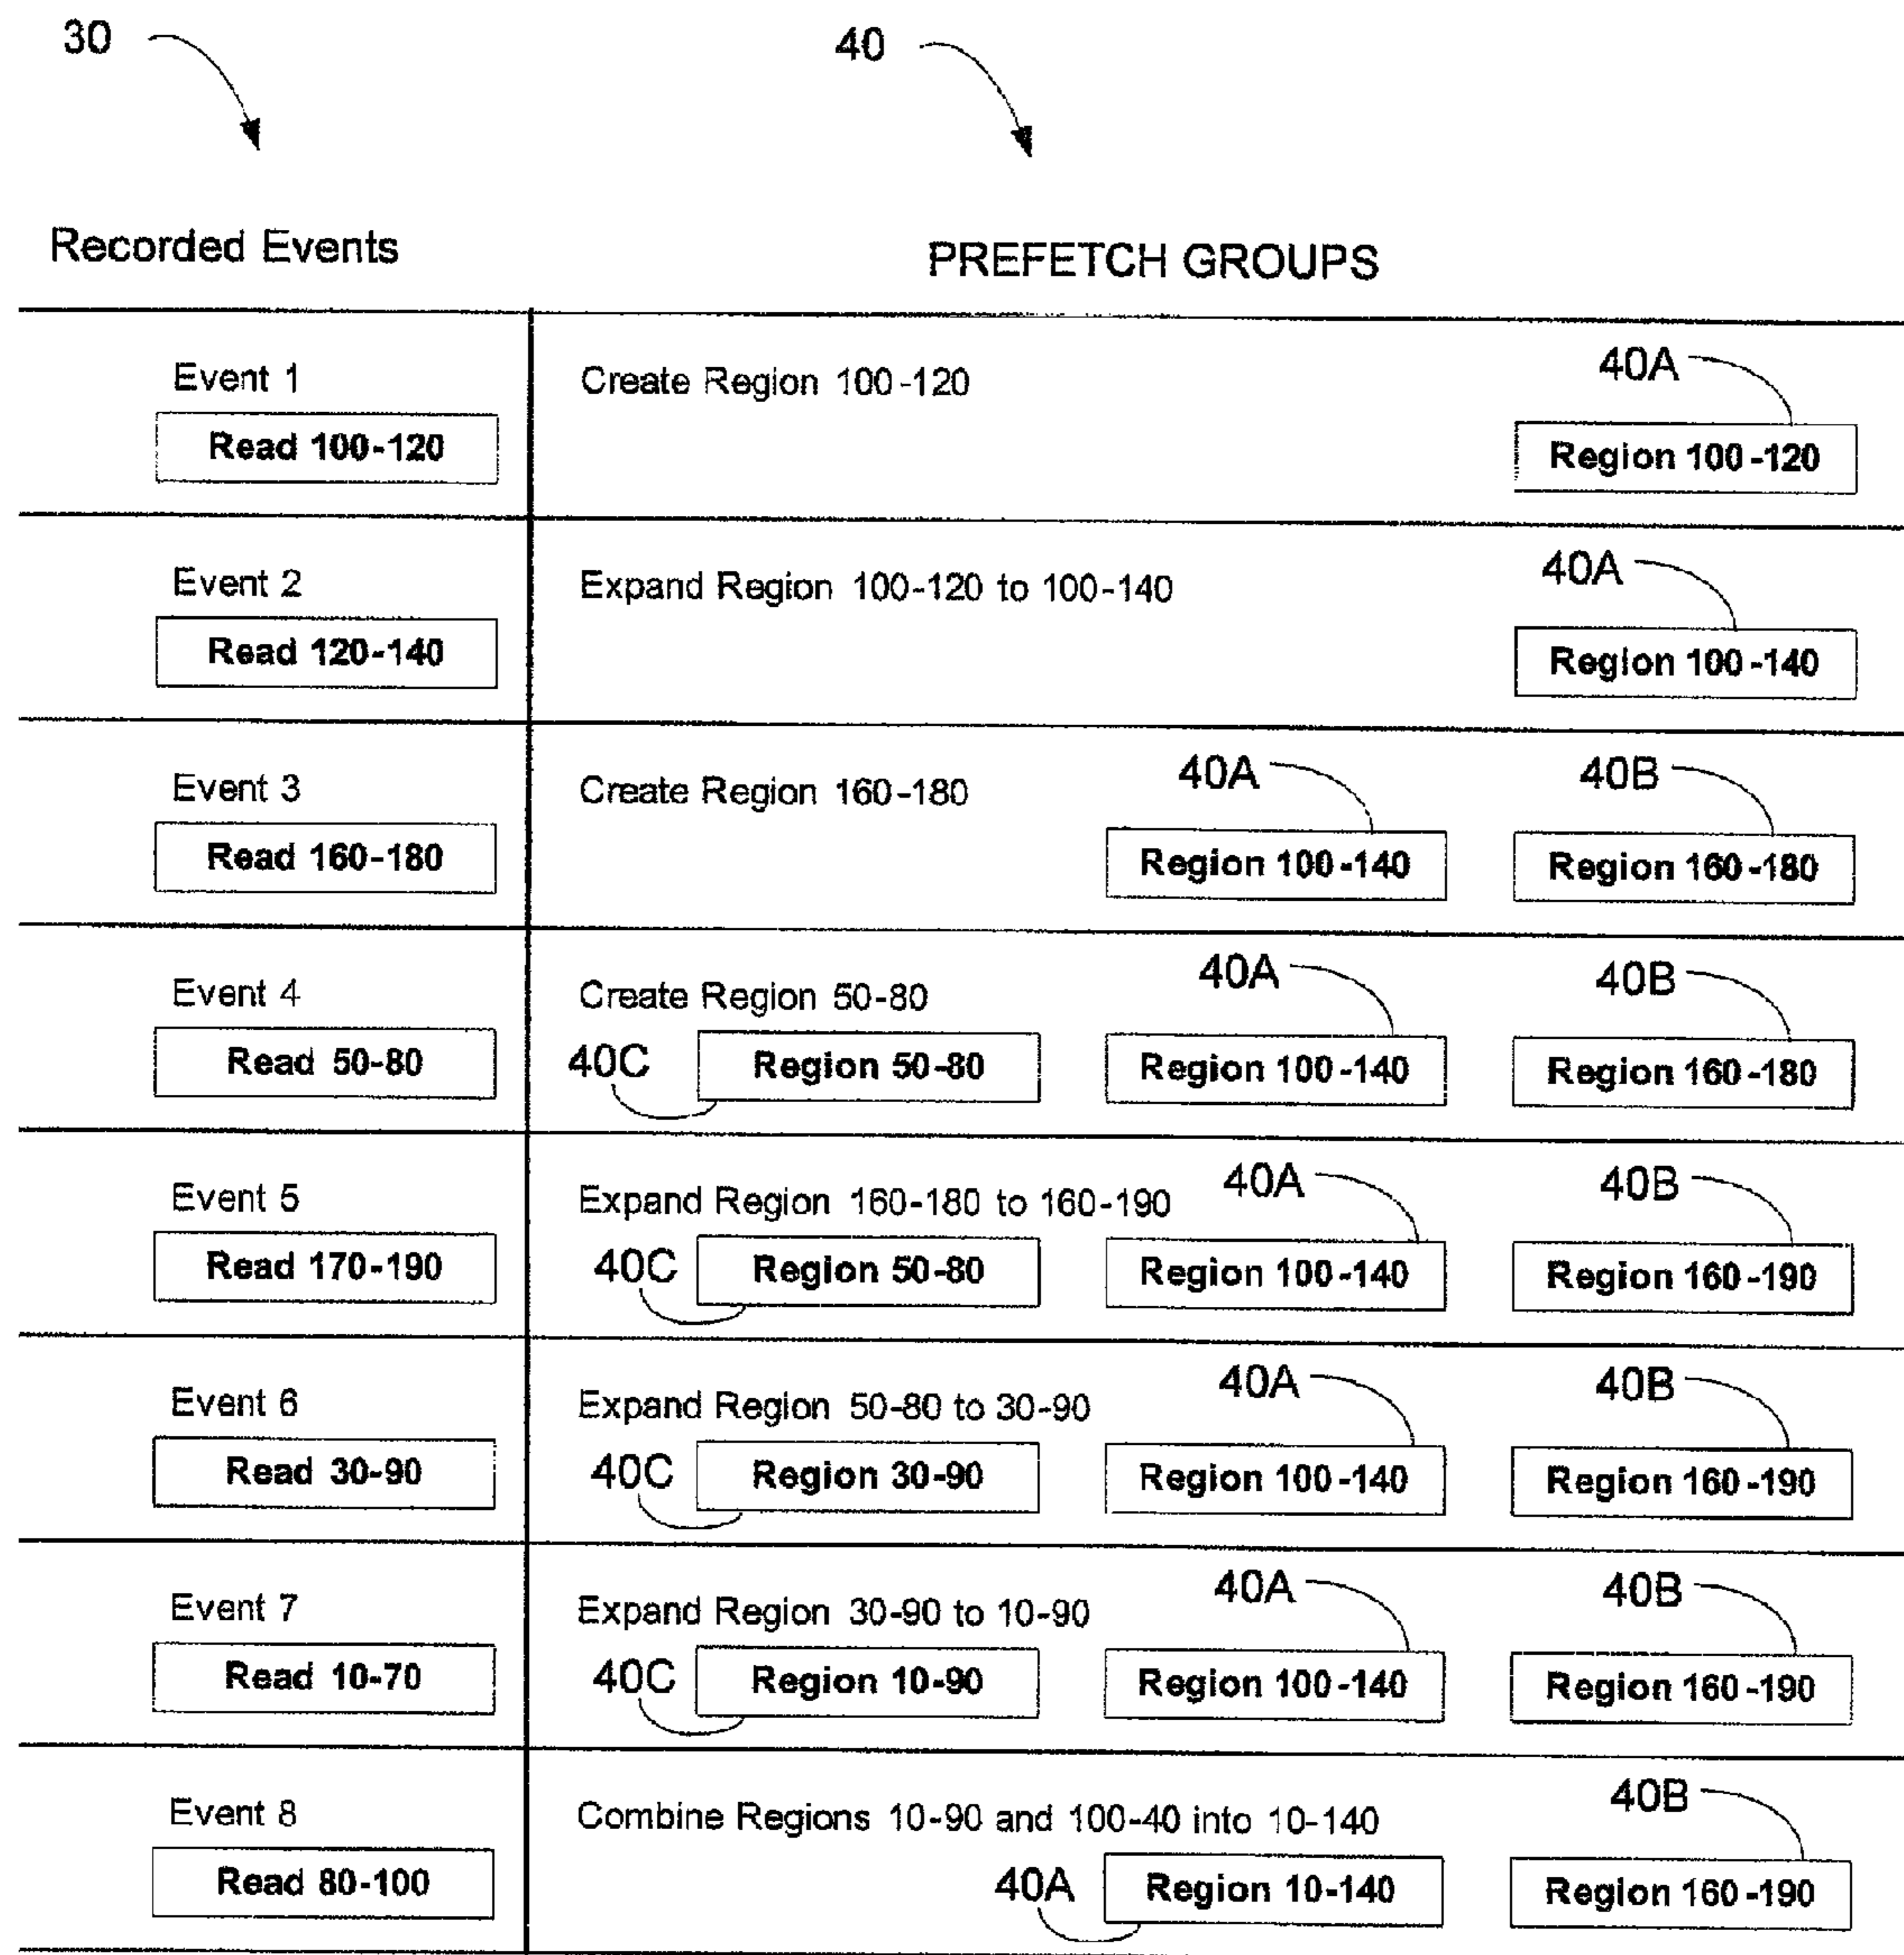 30
40
Recorded Events
PREFETCH GROUPS
Event 1
Create Region 100-120
40A
Read 100-120
Region 100-120
Event 2
Expand Region 100-120 to 100-140
40A
Read 120-140
Region 100-140
Event 3
Create Region 160-180
40A
40B
Read 160-180
Region 100-140
Region 160-180
Event 4
Create Region 50-80
40A
40B
Read 50-80
40C
Region 50-80
Region 100-140
Region 160-180
Event 5
Expand Region 160-180 to 160-190
40A
40B
Read 170-190
40C
Region 50-80
Region 100-140
Region 160-190
Event 6
Expand Region 50-80 to 30-90
40A
40B
Read 30-90
40C
Region 30-90
Region 100-140
Region 160-190
Event 7
Expand Region 30-90 to 10-90
40A
40B
Read 10-70
40C
Region 10-90
Region 100-140
Region 160-190
Event 8
Combine Regions 10-90 and 100-40 into 10-140
40B
Read 80-100
40A
Region 10-140
Region 160-190